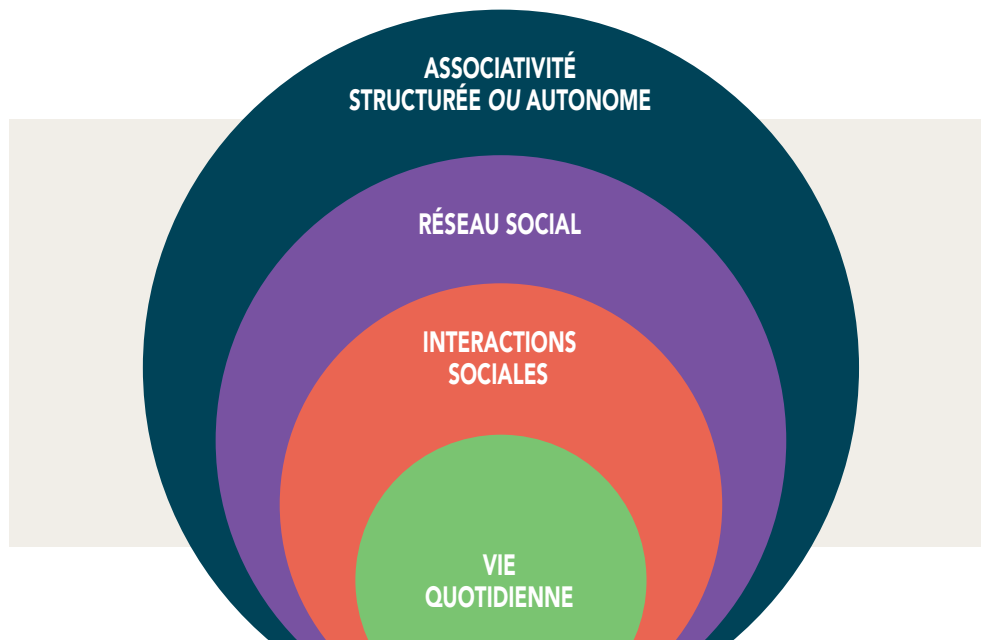 ASSOCIATIVITÉ
STRUCTURÉE OU AUTONOME
RÉSEAU SOCIAL
INTERACTIONS
SOCIALES
VIE
QUOTIDIENNE